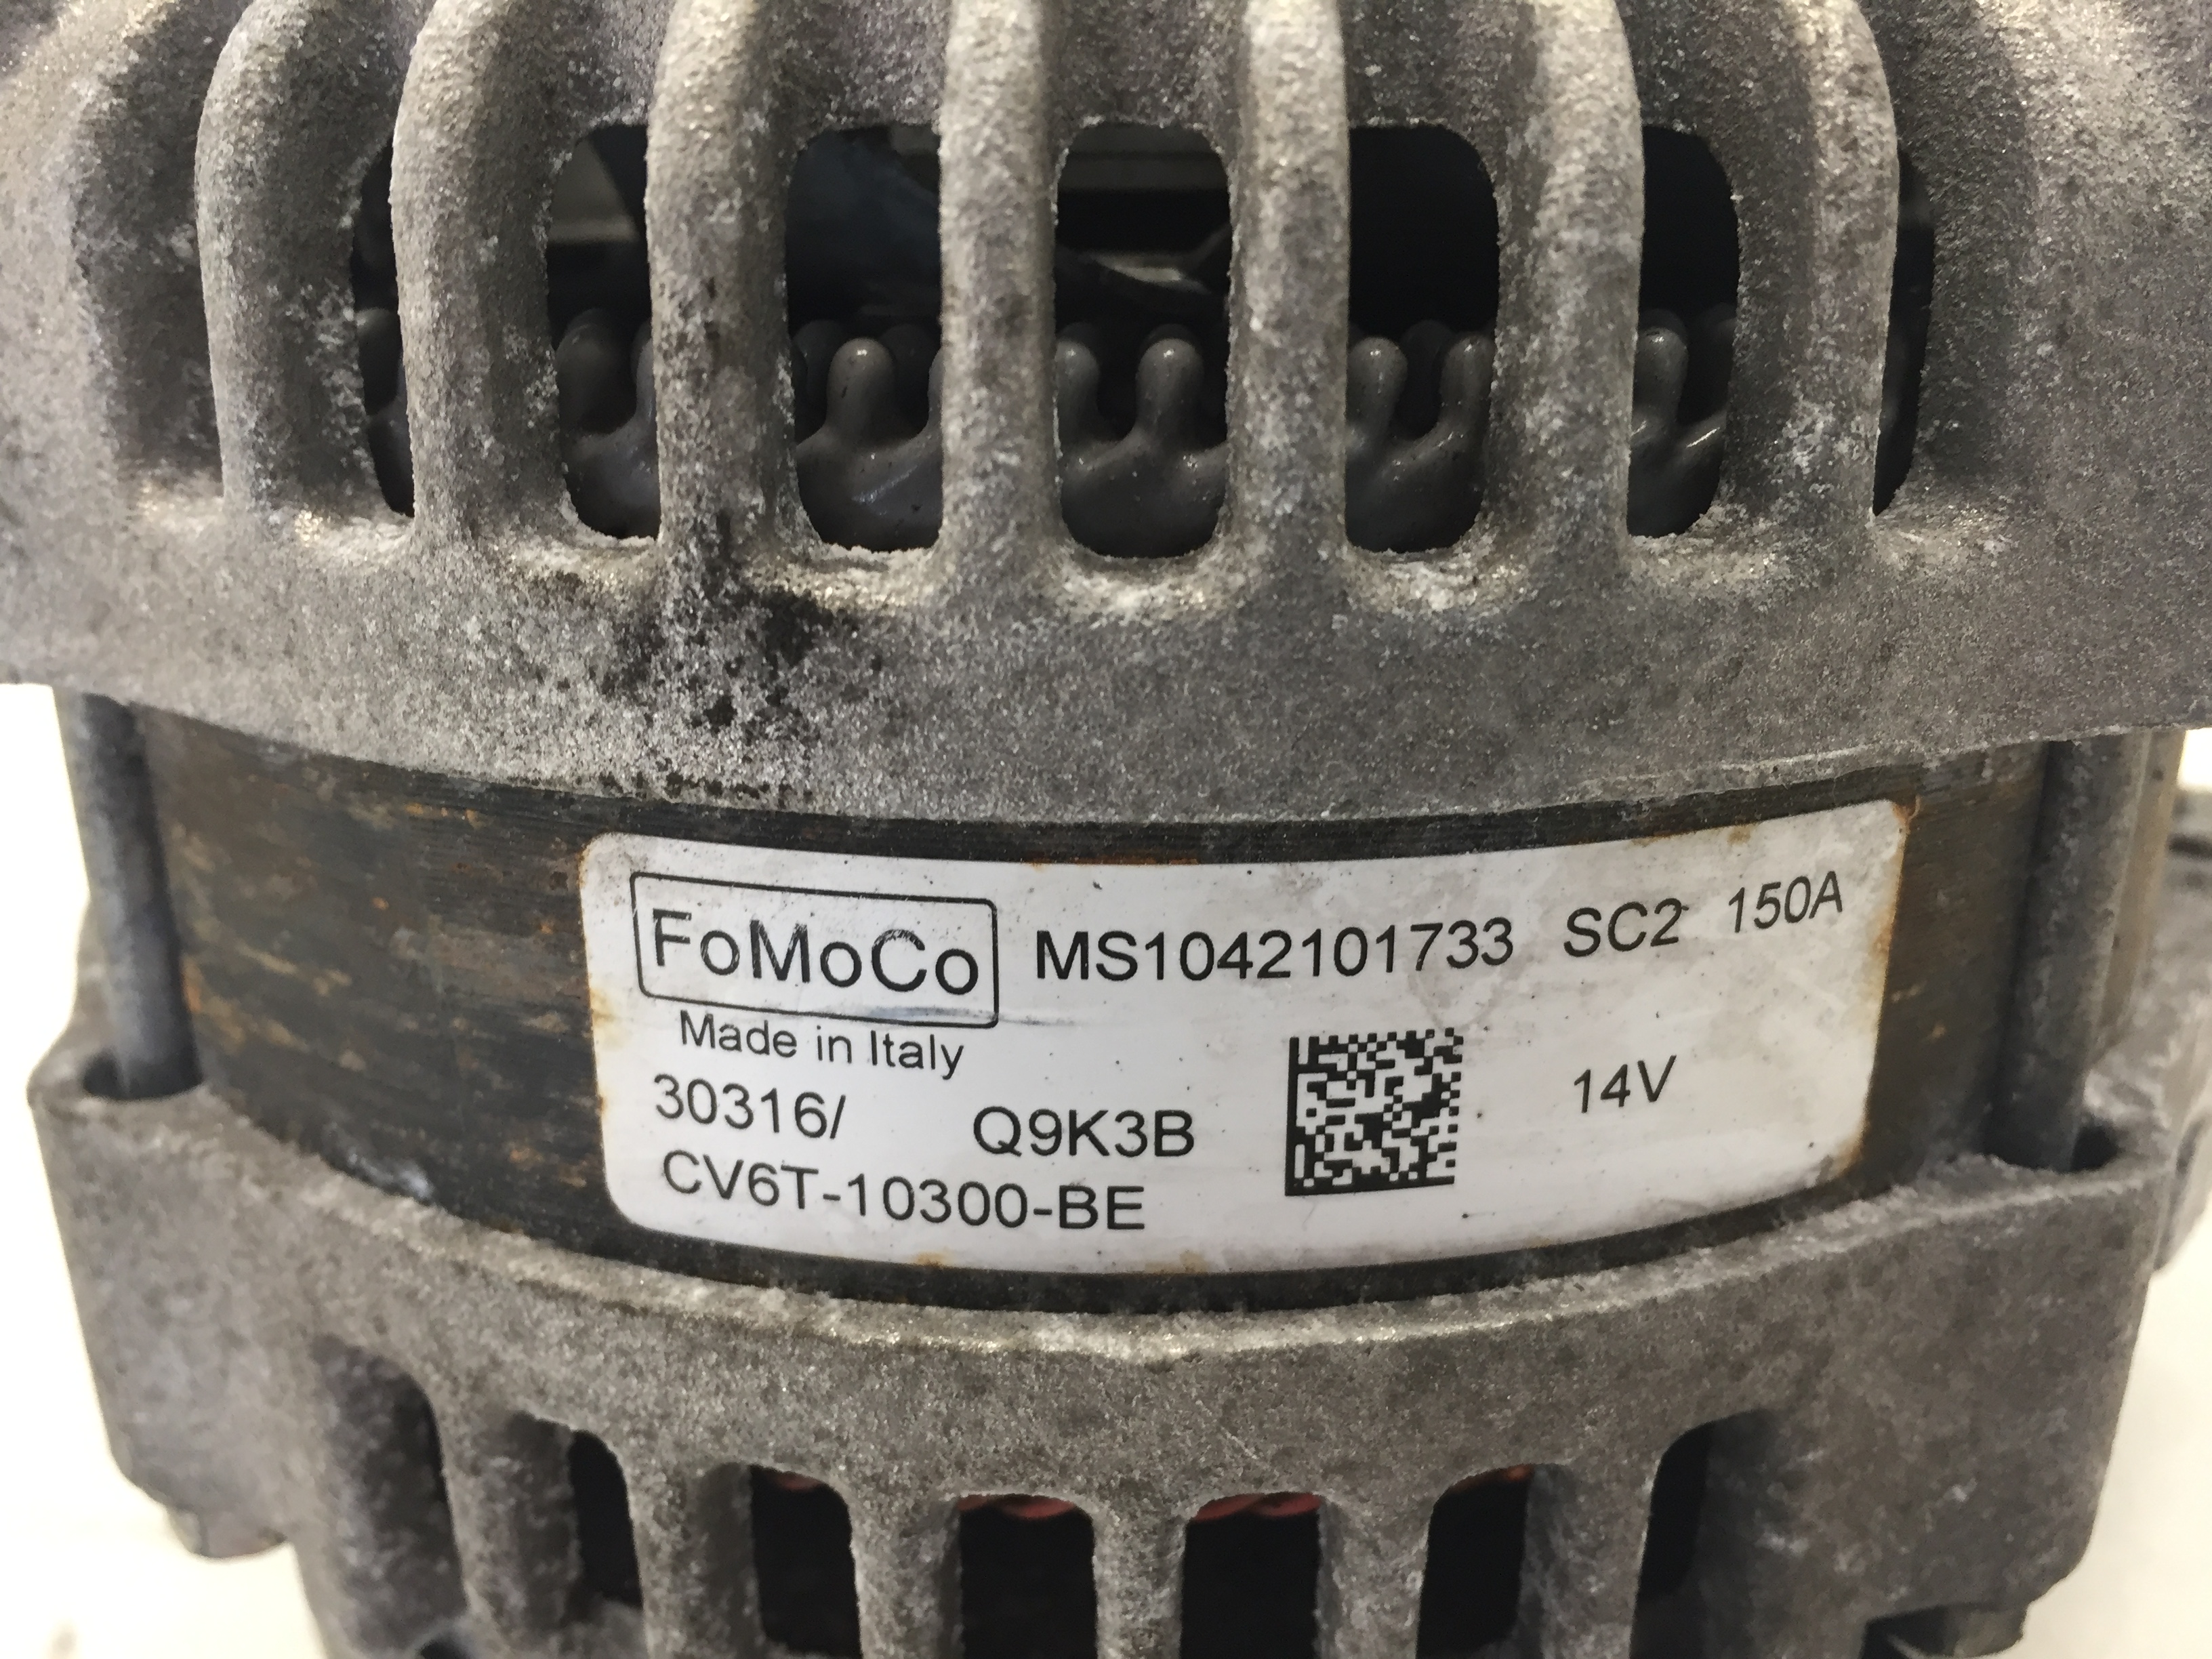 FoMoCo MS1042101733 SC2 150A
Made in Italy
30316/ Q9K3B 14V
CV6T-10300-BE